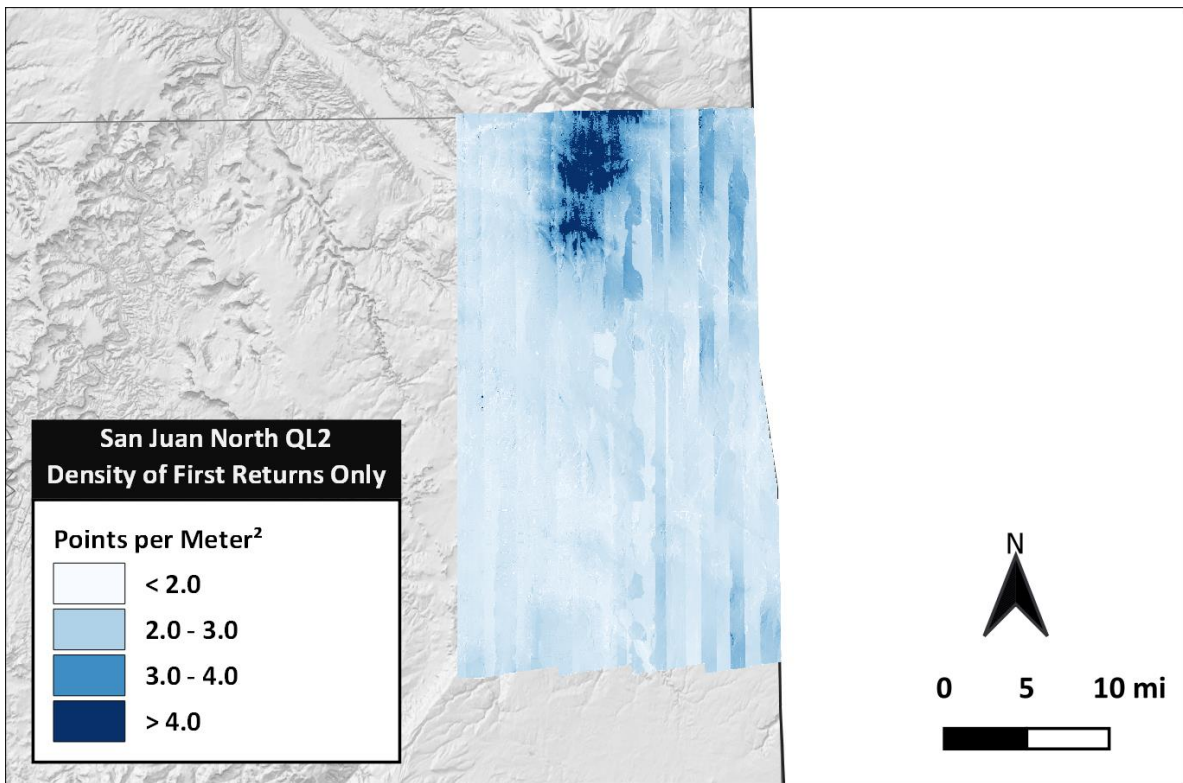 San Juan North QL2
Density of First Returns Only
Points per Meter²
< 2.0
2.0 - 3.0
3.0 - 4.0
> 4.0
N
0 5 10 mi